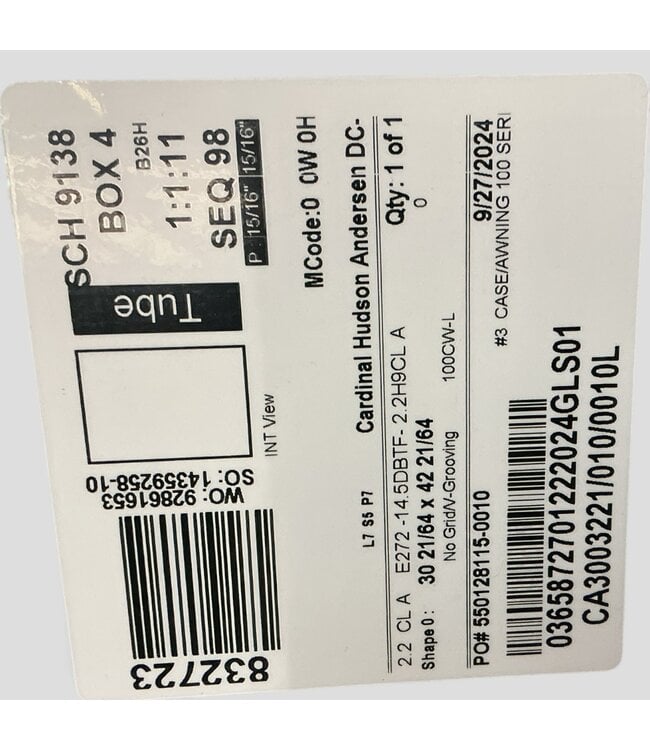 SCH 9138
BOX 4
B26H
1:1:11
SEQ 98
P 15/16" 15/16"
Tube
INT View
WO: 92861653
SO: 14359258-10
832723
MCode:0 0W 0H
Cardinal Hudson Andersen DC-
L7 S5 P7
Qty: 1 of 1
2.2 CL A E272 -14.5DBTF- 2.2H9CL A
0
Shape 0 : 30 21/64 x 42 21/64
No Grid/V-Grooving 100CW-L
PO# 550128115-0010 9/27/2024
#3 CASE/AWNING 100 SERI
03658727012222024GLS01
CA3003221/010/0010L